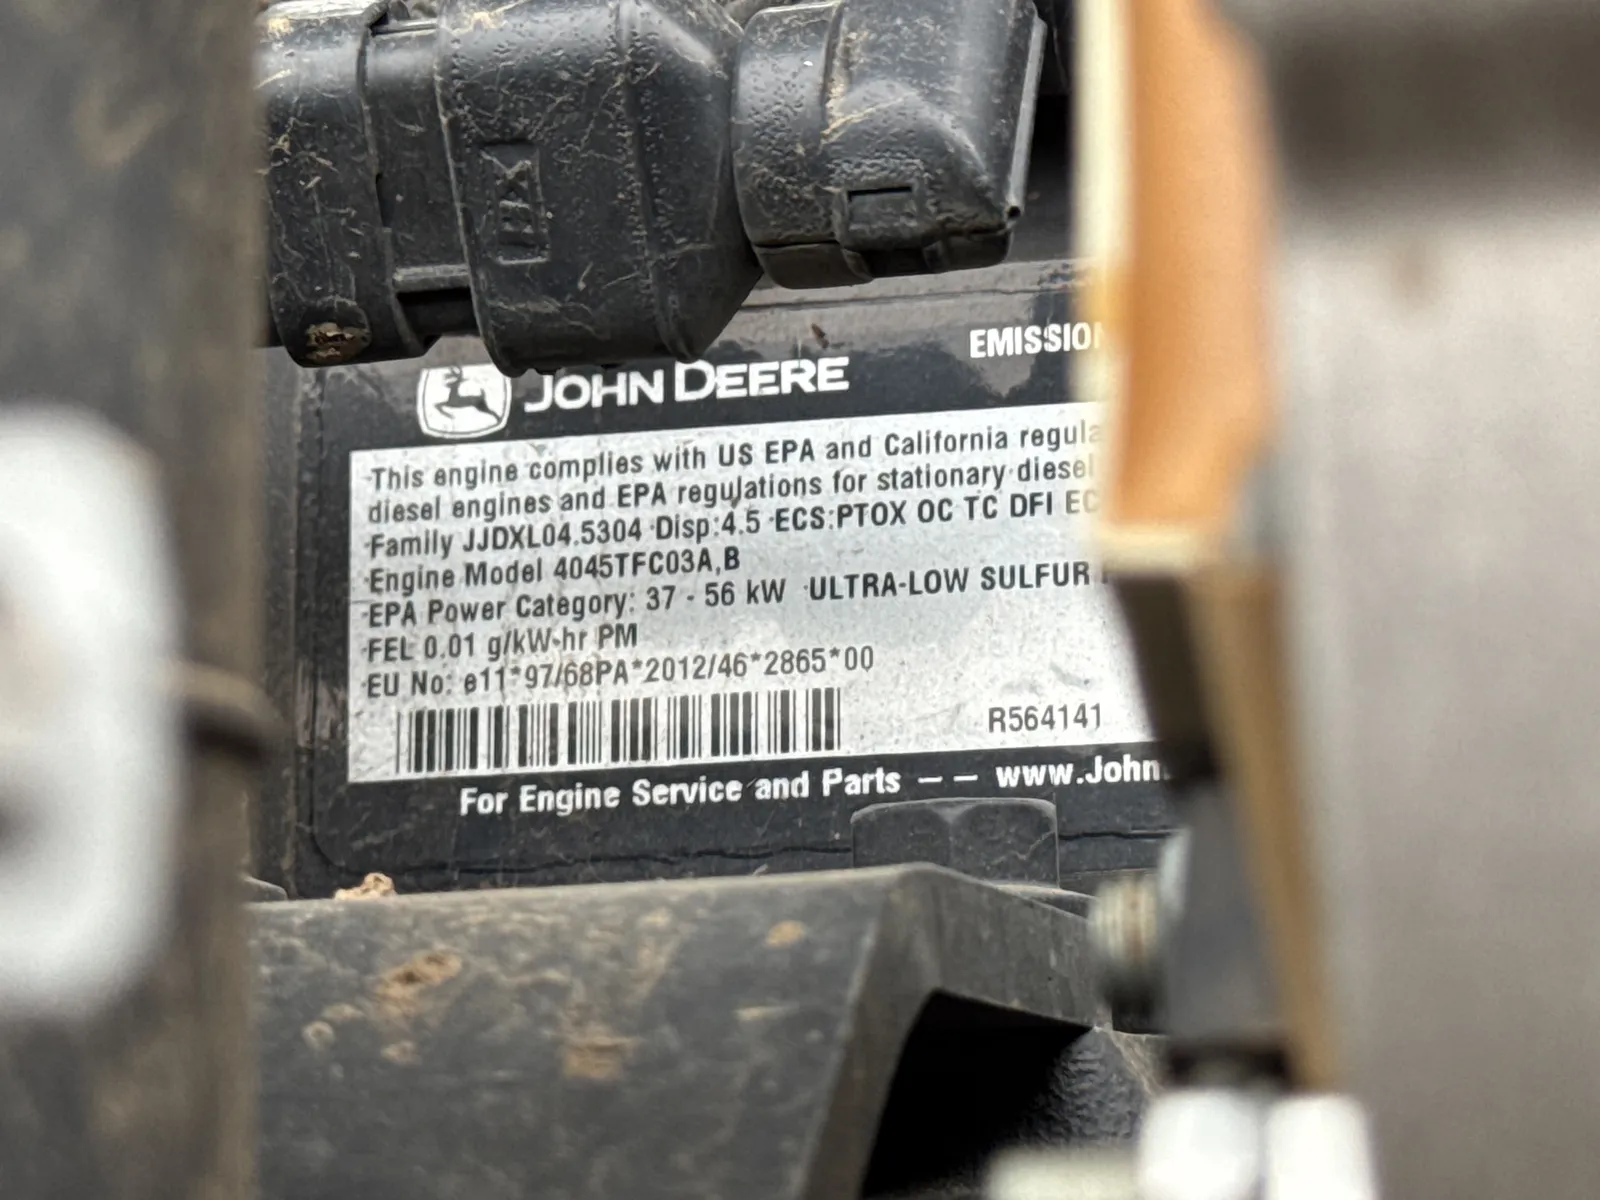 JOHN DEERE
This engine complies with US EPA and California
diesel engines and EPA regulations for stationary diesel
Family JJDXL04.5304 Disp:4.5 ECS:PTOX OC TC DFI
Engine Model 4045TFC03A,B
EPA Power Category: 37 - 56 kW ULTRA-LOW SULFUR
FEL 0.01 g/kW-hr PM
EU No: e11*97/68PA*2012/46*2865*00
R564141
For Engine Service and Parts – – www.John